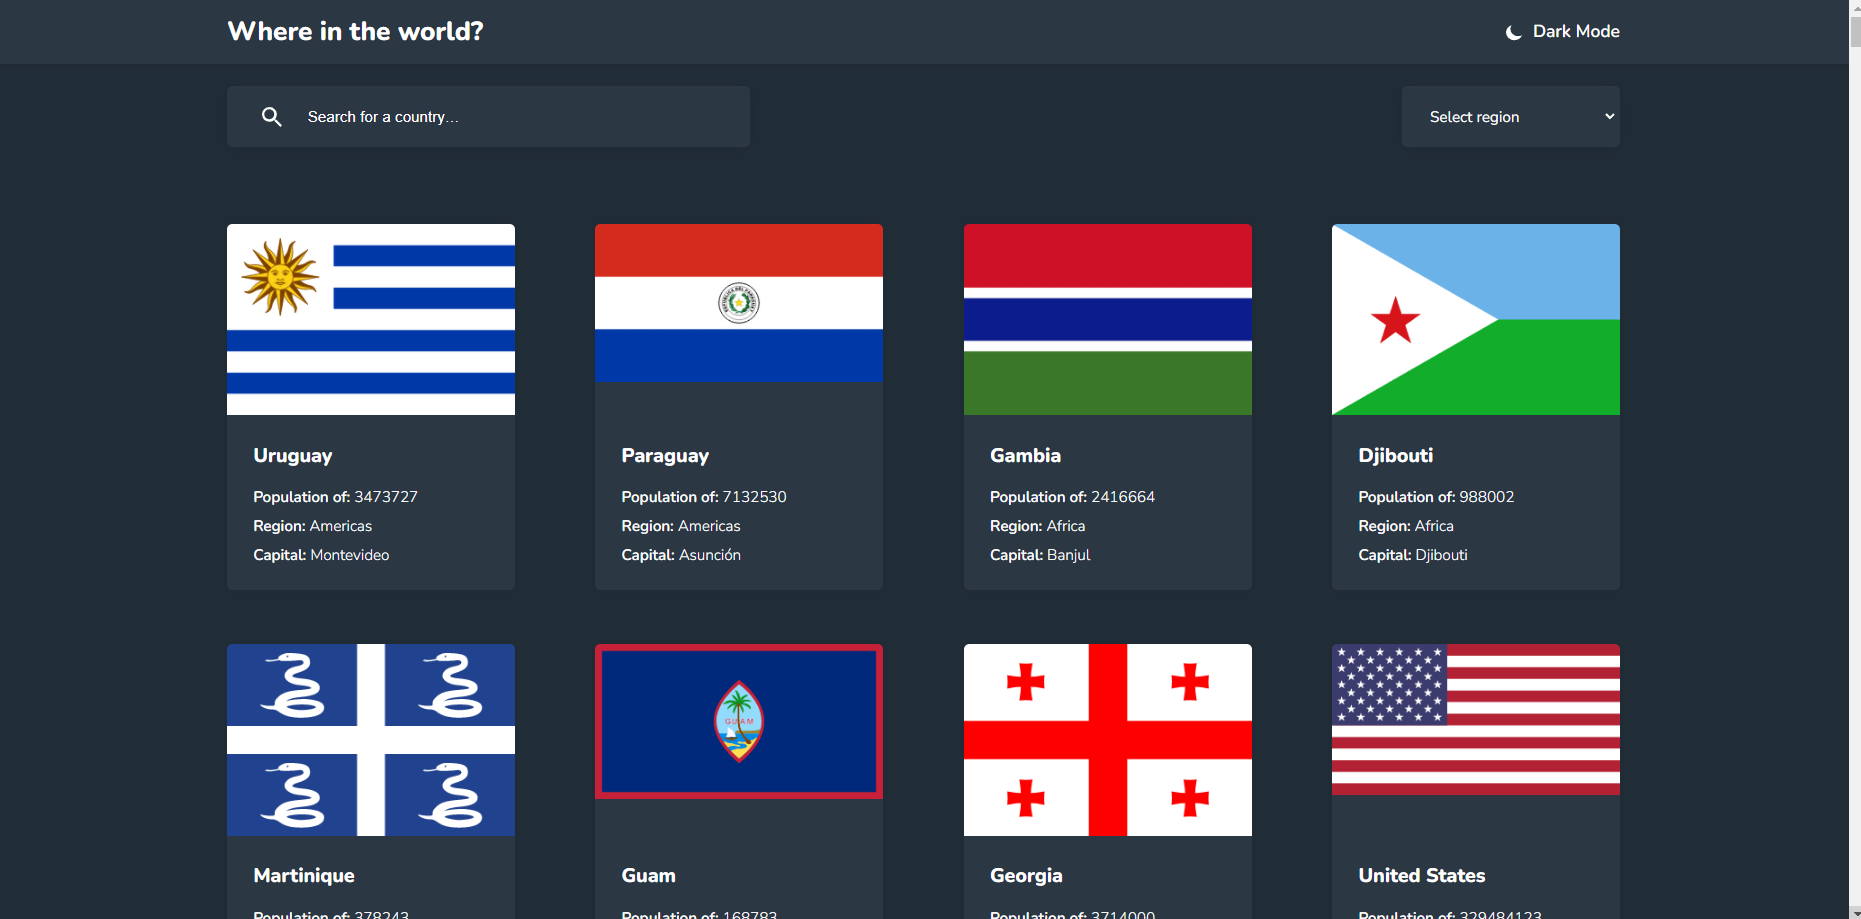 Where in the world?
Dark Mode
Search for a country...
Select region
Uruguay
Population of: 3473727
Region: Americas
Capital: Montevideo
Paraguay
Population of: 7132530
Region: Americas
Capital: Asunción
Gambia
Population of: 2416664
Region: Africa
Capital: Banjul
Djibouti
Population of: 988002
Region: Africa
Capital: Djibouti
GUAM
Martinique
Population of: 378243
Guam
Population of: 168783
Georgia
Population of: 3714000
United States
Population of: 329484123